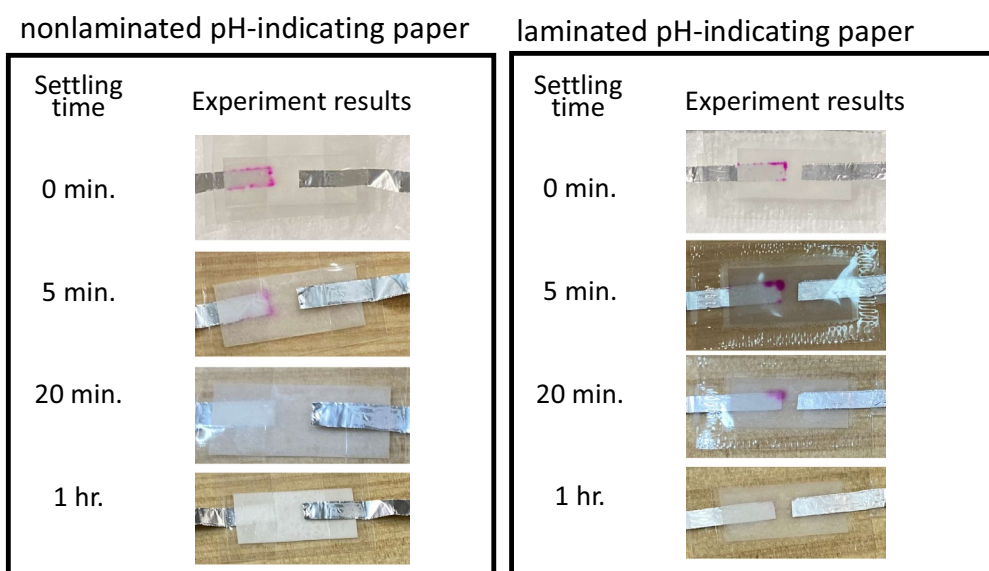 nonlaminated pH-indicating paper
Settling
time
Experiment results
0 min.
5 min.
20 min.
1 hr.
laminated pH-indicating paper
Settling
time
Experiment results
0 min.
5 min.
20 min.
1 hr.